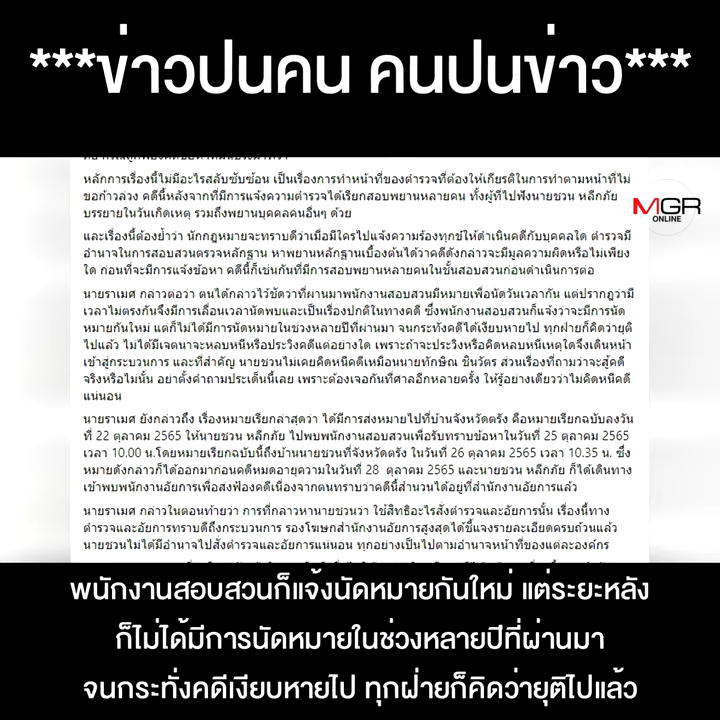 ***ข่าวปนคน คนปนข่าว***
หลักการเรื่องนี้ไม่มีอะไรสลับซับซ้อน เป็นเรื่องการทำหน้าที่ของตำรวจที่ต้องให้เกียรติในการทำตามหน้าที่ไม่
ขอก้าวล่วง คดีนี้หลังจากที่มีการแจ้งความตำรวจได้เรียกสอบพยานหลายคน ทั้งผู้ที่ไปฟังนายชวน หลีกภัย
บรรยายในวันเกิดเหตุ รวมถึงพยานบุคคลคนอื่นๆ ด้วย
MGR
ONLINE
และเรื่องนี้ต้องย้ำว่า นักกฎหมายจะทราบดีว่าเมื่อมีใครไปแจ้งความร้องทุกข์ให้ดำเนินคดีกับบุคคลใด ตำรวจมี
อำนาจในการสอบสวนตรวจหลักฐาน หาพยานหลักฐานเบื้องต้นได้ว่าคดีดังกล่าวจะมีมูลความผิดหรือไม่เพียง
ใด ก่อนที่จะมีการแจ้งข้อหา คดีนี้ก็เช่นกันที่มีการสอบพยานหลายคนในชั้นสอบสวนก่อนดำเนินการต่อ
นายราเมศ กล่าวต่อว่า ตนได้กล่าวไว้ชัดว่าที่ผ่านมาพนักงานสอบสวนมีหมายเพื่อนัดวันเวลากัน แต่ปรากฏว่ามี
เวลาไม่ตรงกันจึงมีการเลื่อนเวลานัดพบและเป็นเรื่องปกติในทางคดี ซึ่งพนักงานสอบสวนก็แจ้งว่าจะมีการนัด
หมายกันใหม่ แต่ก็ไม่ได้มีการนัดหมายในช่วงหลายปีที่ผ่านมา จนกระทั่งคดีได้เงียบหายไป ทุกฝ่ายก็คิดว่ายุติ
ไปแล้ว ไม่ได้มีเจตนาจะหลบหนีหรือประวิงคดีแต่อย่างใด เพราะถ้าจะประวิงหรือคิดหลบหนีเหตุใดจึงเดินหน้า
เข้าสู่กระบวนการ และที่สำคัญ นายชวนไม่เคยคิดหนีคดีเหมือนนายทักษิณ ชินวัตร ส่วนเรื่องที่ถามว่าจะสู้คดี
จริงหรือไม่นั้น อย่าตั้งคำถามประเด็นนี้เลย เพราะต้องเจอกันที่ศาลอีกหลายครั้ง ให้รู้อย่างเดียวว่าไม่คิดหนีคดี
แน่นอน
นายราเมศ ยังกล่าวถึง เรื่องหมายเรียกล่าสุดว่า ได้มีการส่งหมายไปที่บ้านจังหวัดตรัง คือหมายเรียกฉบับลงวัน
ที่ 22 ตุลาคม 2565 ให้นายชวน หลีกภัย ไปพบพนักงานสอบสวนเพื่อรับทราบข้อหาในวันที่ 25 ตุลาคม 2565
เวลา 10.00 น.โดยหมายเรียกฉบับนี้ถึงบ้านนายชวนที่จังหวัดตรัง ในวันที่ 26 ตุลาคม 2565 เวลา 10.35 น. ซึ่ง
หมายดังกล่าวก็ได้ออกมาก่อนคดีหมดอายุความในวันที่ 28 ตุลาคม 2565 และนายชวน หลีกภัย ก็ได้เดินทาง
เข้าพบพนักงานอัยการเพื่อส่งฟ้องคดีเนื่องจากตนทราบว่าคดีนี้สำนวนได้อยู่ที่สำนักงานอัยการแล้ว
นายราเมศ กล่าวในตอนท้ายว่า การที่กล่าวหานายชวนว่า ใช้สิทธิอะไรสั่งตำรวจและอัยการนั้น เรื่องนี้ทาง
ตำรวจและอัยการทราบดีถึงกระบวนการ รองโฆษกสำนักงานอัยการสูงสุดได้ชี้แจงรายละเอียดครบถ้วนแล้ว
นายชวนไม่ได้มีอำนาจไปสั่งตำรวจและอัยการแน่นอน ทุกอย่างเป็นไปตามอำนาจหน้าที่ของแต่ละองค์กร
พนักงานสอบสวนก็แจ้งนัดหมายกันใหม่ แต่ระยะหลัง
ก็ไม่ได้มีการนัดหมายในช่วงหลายปีที่ผ่านมา
จนกระทั่งคดีเงียบหายไป ทุกฝ่ายก็คิดว่ายุติไปแล้ว